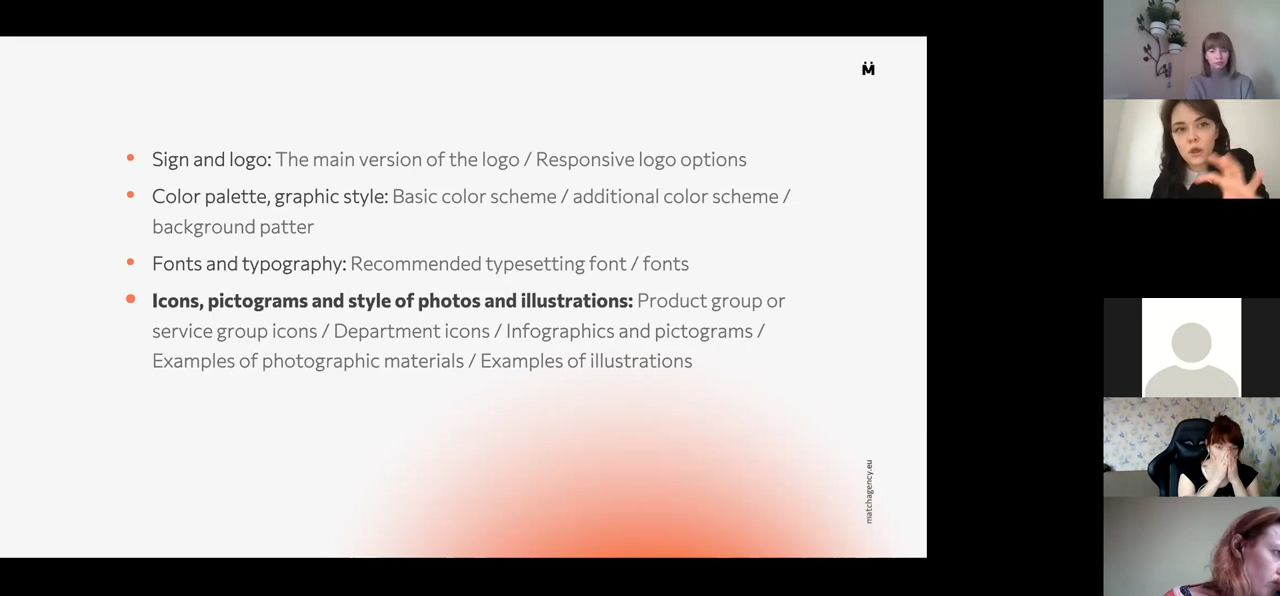 M̈
Sign and logo: The main version of the logo / Responsive logo options
Color palette, graphic style: Basic color scheme / additional color scheme /
background patter
Fonts and typography: Recommended typesetting font / fonts
Icons, pictograms and style of photos and illustrations: Product group or
service group icons / Department icons / Infographics and pictograms /
Examples of photographic materials / Examples of illustrations
matchagency.eu